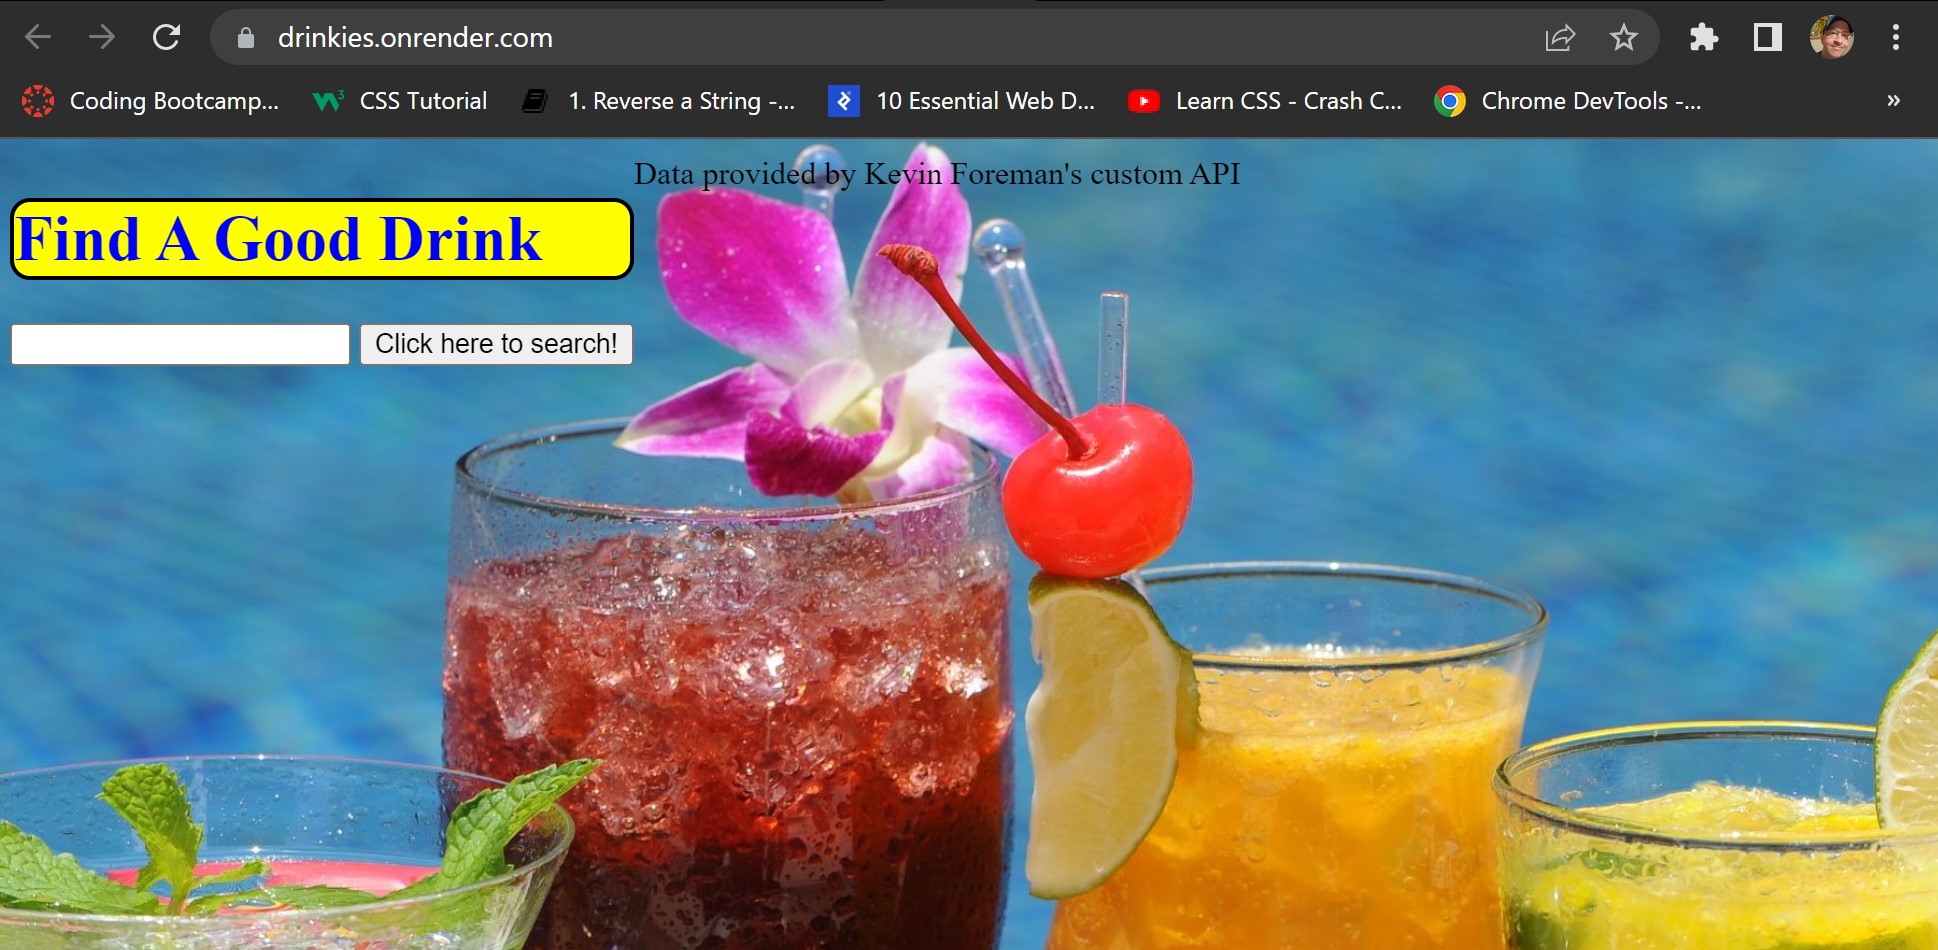 drinkies.onrender.com
Coding Bootcamp... CSS Tutorial 1. Reverse a String -... 10 Essential Web D... Learn CSS - Crash C... Chrome DevTools -... »
Data provided by Kevin Foreman's custom API
Find A Good Drink
Click here to search!